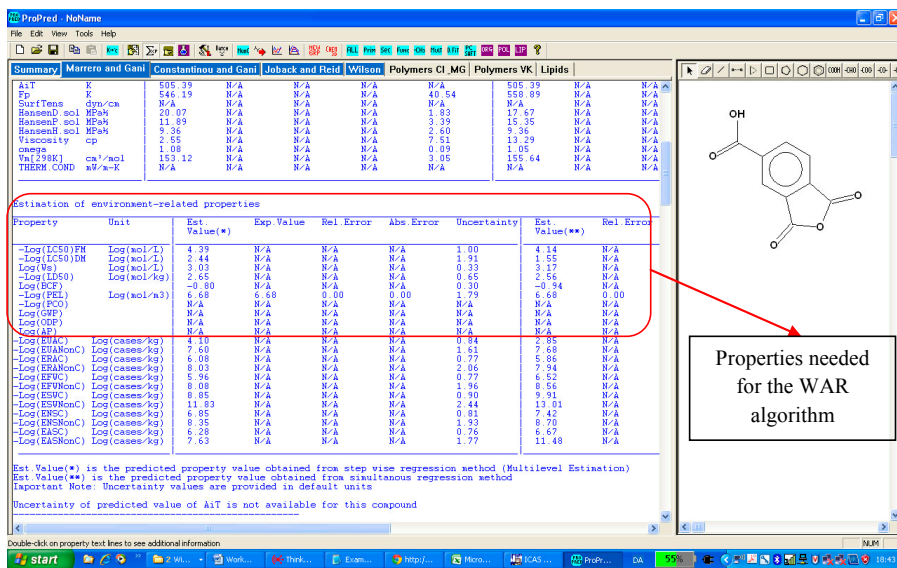 ProPred - NoName
File Edit View Tools Help
Summary Marrero and Gani Constantinou and Gani Joback and Reid Wilson Polymers CI_MG Polymers VK Lipids
AiT K 505.39 N/A N/A N/A N/A 505.39 N/A N/A
Fp K 546.19 N/A N/A N/A 40.54 558.89 N/A N/A
SurfTens dyn/cm N/A N/A N/A N/A N/A N/A N/A N/A
HansenD.sol MPa½ 20.07 N/A N/A N/A 1.83 17.67 N/A N/A
HansenP.sol MPa½ 11.89 N/A N/A N/A 3.39 15.35 N/A N/A
HansenH.sol MPa½ 9.36 N/A N/A N/A 2.60 9.36 N/A N/A
Viscosity cp 2.55 N/A N/A N/A 7.51 13.29 N/A N/A
omega 1.08 N/A N/A N/A 0.09 1.05 N/A N/A
Vm[298K] cm³/mol 153.12 N/A N/A N/A 3.05 155.64 N/A N/A
THERM.COND mW/m-K N/A N/A N/A N/A N/A N/A N/A N/A
Estimation of environment-related properties
Property Unit Est. Exp.Value Rel.Error Abs.Error Uncertainty Est. Rel.Error
Value(*) Value(**)
-Log(LC50)FM Log(mol/L) 4.39 N/A N/A N/A 1.00 4.14 N/A
-Log(LC50)DM Log(mol/L) 2.44 N/A N/A N/A 1.91 1.55 N/A
Log(Ws) Log(mol/L) 3.03 N/A N/A N/A 0.33 3.17 N/A
-Log(LD50) Log(mol/kg) 2.65 N/A N/A N/A 0.65 2.56 N/A
Log(BCF) -0.80 N/A N/A N/A 0.30 -0.94 N/A
-Log(PEL) Log(mol/m3) 6.68 6.68 0.00 0.00 1.79 6.68 0.00
-Log(PCO) N/A N/A N/A N/A N/A N/A N/A
Log(GWP) N/A N/A N/A N/A N/A N/A N/A
Log(ODP) N/A N/A N/A N/A N/A N/A N/A
Log(AP) N/A N/A N/A N/A N/A N/A N/A
-Log(EUAC) Log(cases/kg) 4.10 N/A N/A N/A 0.84 2.85 N/A
-Log(EUANonC) Log(cases/kg) 7.60 N/A N/A N/A 1.61 7.68 N/A
-Log(ERAC) Log(cases/kg) 6.08 N/A N/A N/A 0.77 5.86 N/A
-Log(ERANonC) Log(cases/kg) 8.03 N/A N/A N/A 2.06 7.94 N/A
-Log(EFWC) Log(cases/kg) 5.96 N/A N/A N/A 0.77 6.52 N/A
-Log(EFWNonC) Log(cases/kg) 8.08 N/A N/A N/A 1.96 8.56 N/A
-Log(ESWC) Log(cases/kg) 8.85 N/A N/A N/A 0.90 9.91 N/A
-Log(ESWNonC) Log(cases/kg) 11.83 N/A N/A N/A 2.44 13.01 N/A
-Log(ENSC) Log(cases/kg) 6.85 N/A N/A N/A 0.81 7.42 N/A
-Log(ENSNonC) Log(cases/kg) 8.35 N/A N/A N/A 1.93 8.70 N/A
-Log(EASC) Log(cases/kg) 6.28 N/A N/A N/A 0.76 6.67 N/A
-Log(EASNonC) Log(cases/kg) 7.63 N/A N/A N/A 1.77 11.48 N/A
Est.Value(*) is the predicted property value obtained from step wise regression method (Multilevel Estimation)
Est.Value(**) is the predicted property value obtained from simultanous regression method
Important Note: Uncertainty values are provided in default units
Uncertainty of predicted value of AiT is not available for this compound
OH
O
O
O
O
Properties needed
for the WAR
algorithm
Double-click on property text lines to see additional information
NUM
start 2 Wi... Work... Think... Exam... http:/... Micro... ICAS ... ProPr... DA 55% 18:43